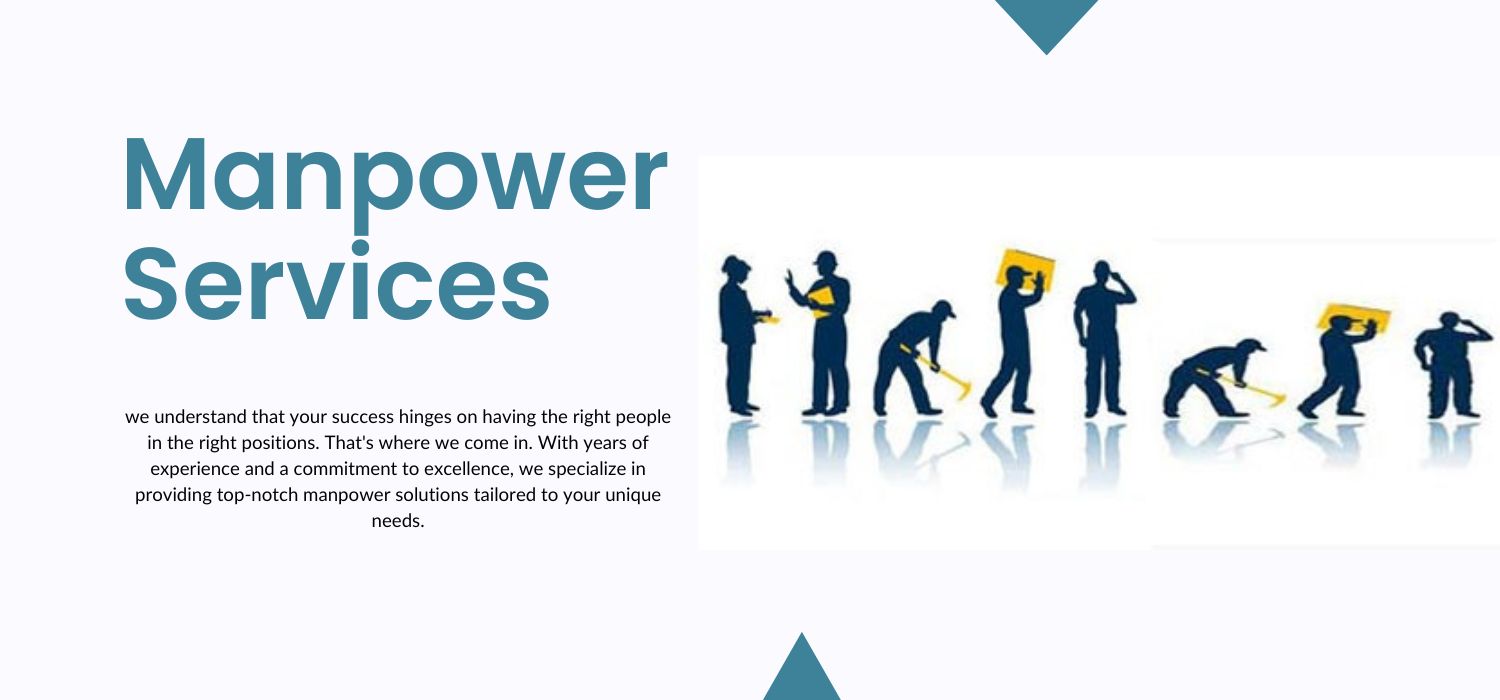 Manpower
Services
we understand that your success hinges on having the right people
in the right positions. That's where we come in. With years of
experience and a commitment to excellence, we specialize in
providing top-notch manpower solutions tailored to your unique
needs.